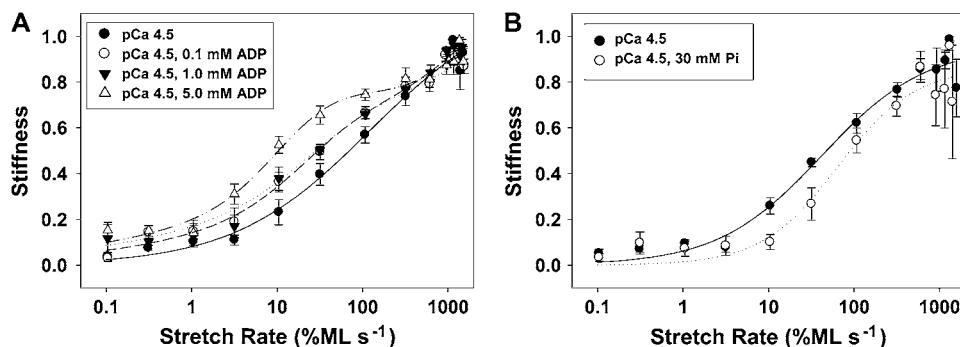 A
pCa 4.5
pCa 4.5, 0.1 mM ADP
pCa 4.5, 1.0 mM ADP
pCa 4.5, 5.0 mM ADP
Stiffness
1.0
0.8
0.6
0.4
0.2
0.0
0.1 1 10 100 1000
Stretch Rate (%ML s⁻¹)
B
pCa 4.5
pCa 4.5, 30 mM Pi
Stiffness
1.0
0.8
0.6
0.4
0.2
0.0
0.1 1 10 100 1000
Stretch Rate (%ML s⁻¹)